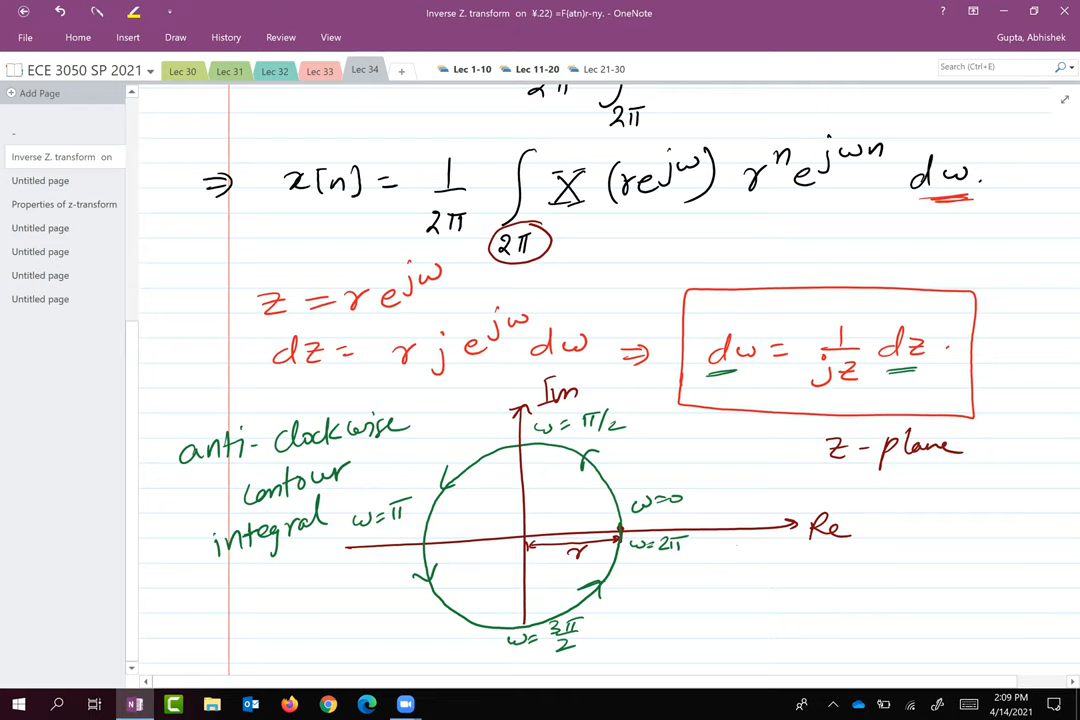 Inverse Z. transform on ¥.22) =F(atn)r-ny. - OneNote
? Gupta, Abhishek
File Home Insert Draw History Review View
ECE 3050 SP 2021 Lec 30 Lec 31 Lec 32 Lec 33 Lec 34 + Lec 1-10 Lec 11-20 Lec 21-30 Search (Ctrl+E)
Add Page
-
Inverse Z. transform on
Untitled page
Properties of z-transform
Untitled page
Untitled page
Untitled page
Untitled page
2π ∫ 2π
⇒ x[n] = 1/2π ∫_2π X (re^jω) r^n e^jωn dω.
z = r e^jω
dz = r j e^jω dω ⇒ dω = 1/jz dz.
Im
ω = π/2
z-plane
anti-clockwise
contour
integral
ω = π
ω=0
Re
r
ω=2π
ω = 3π/2
2:09 PM
4/14/2021